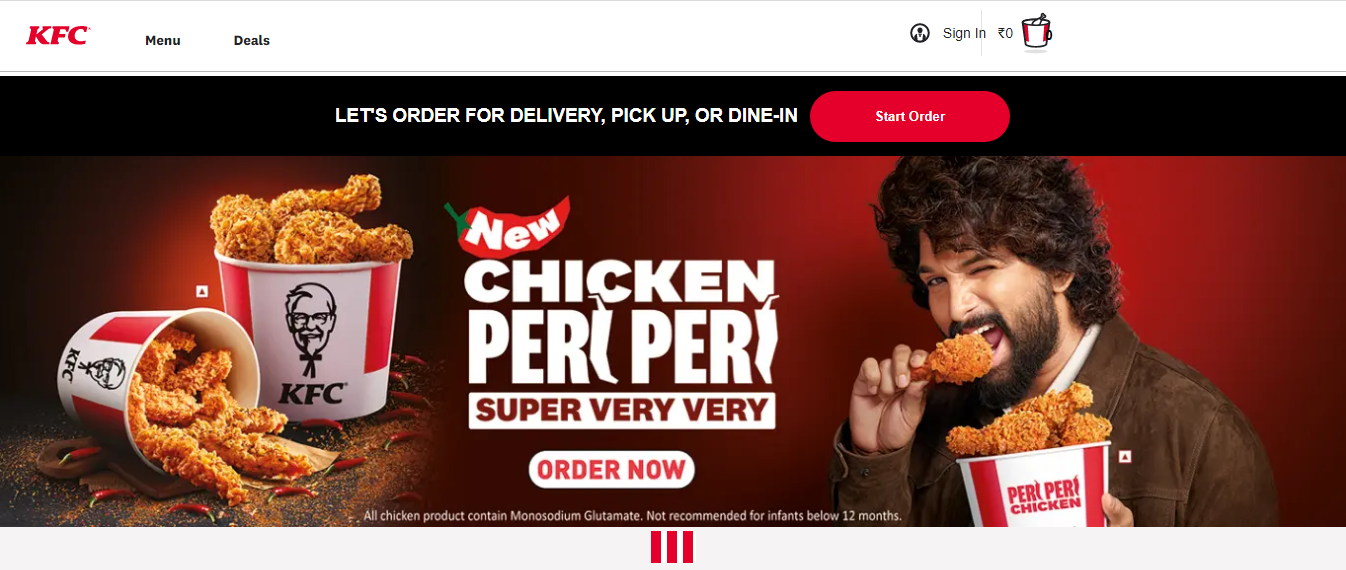 KFC
Menu
Deals
Sign In
₹0
LET'S ORDER FOR DELIVERY, PICK UP, OR DINE-IN
Start Order
New
CHICKEN
PERI PERI
SUPER VERY VERY
ORDER NOW
KFC
KFC
PERI PERI
CHICKEN
All chicken product contain Monosodium Glutamate. Not recommended for infants below 12 months.